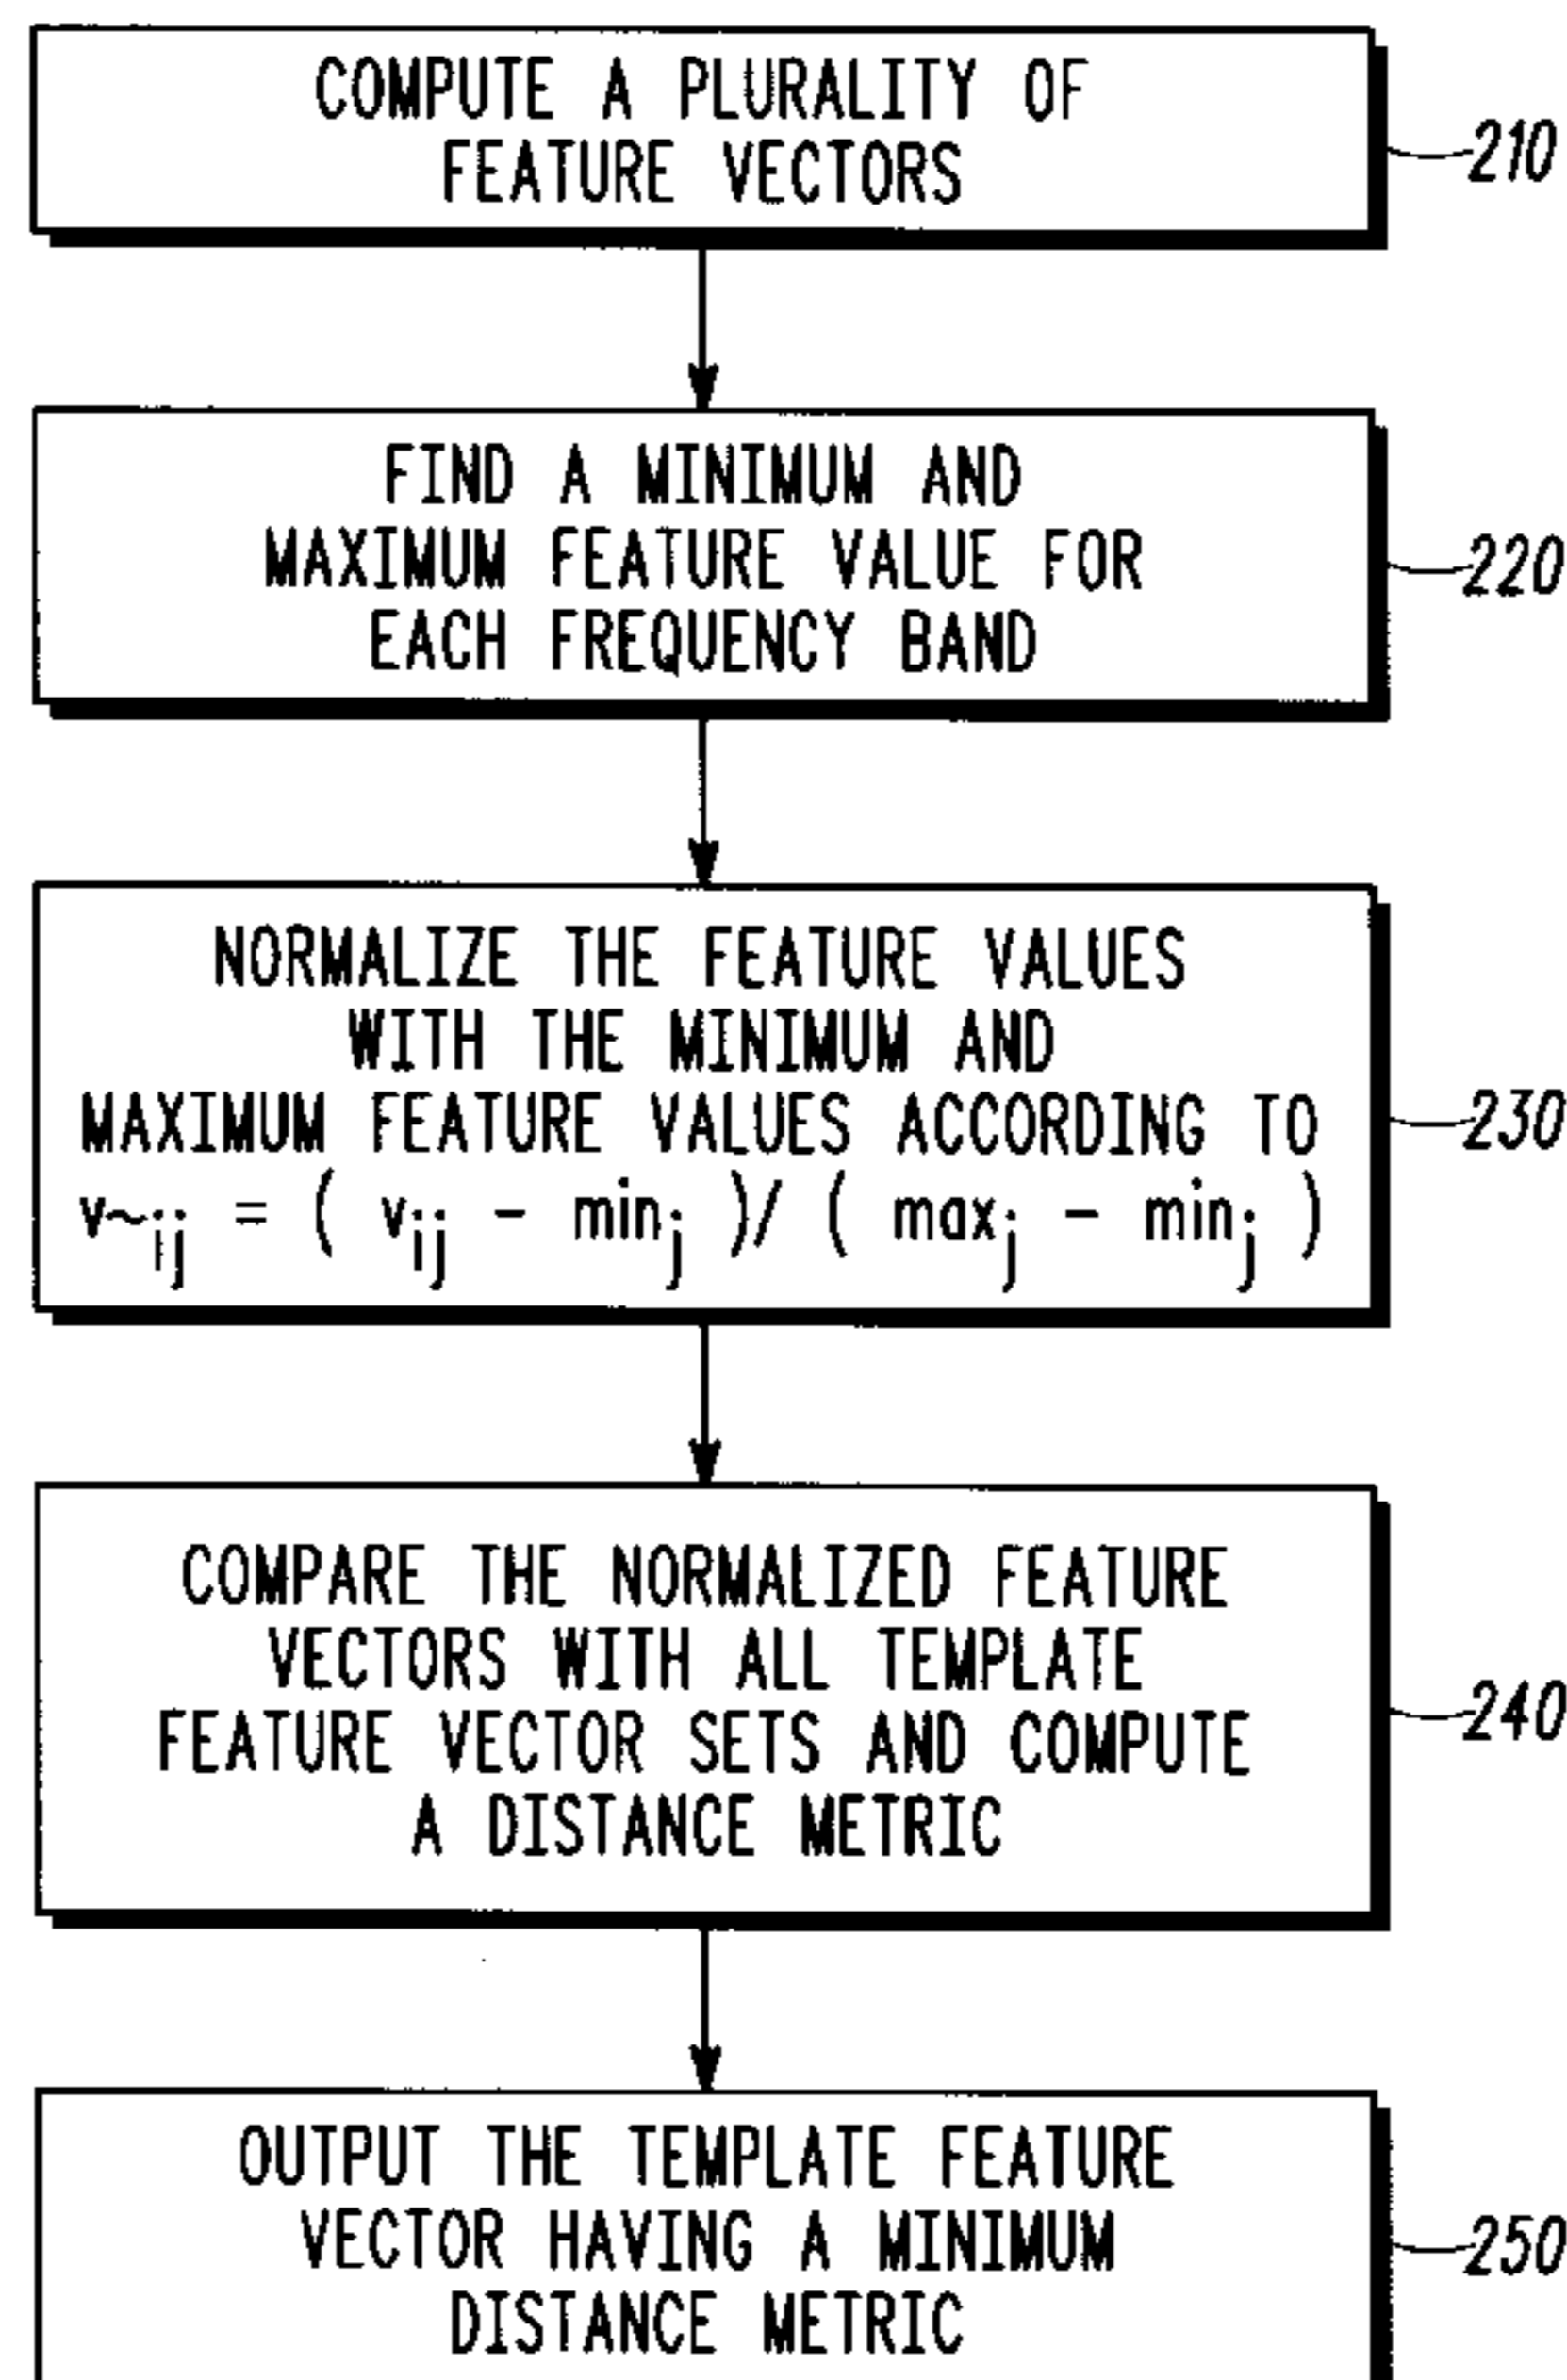 COMPUTE A PLURALITY OF
FEATURE VECTORS
210
FIND A MINIMUM AND
MAXIMUM FEATURE VALUE FOR
EACH FREQUENCY BAND
220
NORMALIZE THE FEATURE VALUES
WITH THE MINIMUM AND
MAXIMUM FEATURE VALUES ACCORDING TO
v~ij = ( vij - minj )/ ( maxj - minj )
230
COMPARE THE NORMALIZED FEATURE
VECTORS WITH ALL TEMPLATE
FEATURE VECTOR SETS AND COMPUTE
A DISTANCE METRIC
240
OUTPUT THE TEMPLATE FEATURE
VECTOR HAVING A MINIMUM
DISTANCE METRIC
250